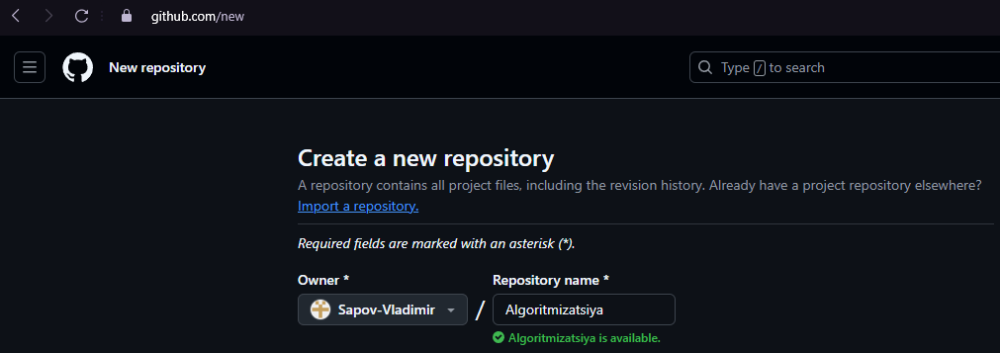 github.com/new
New repository
Type / to search
Create a new repository
A repository contains all project files, including the revision history. Already have a project repository elsewhere?
Import a repository.
Required fields are marked with an asterisk (*).
Owner * Repository name *
Sapov-Vladimir / Algoritmizatsiya
Algoritmizatsiya is available.